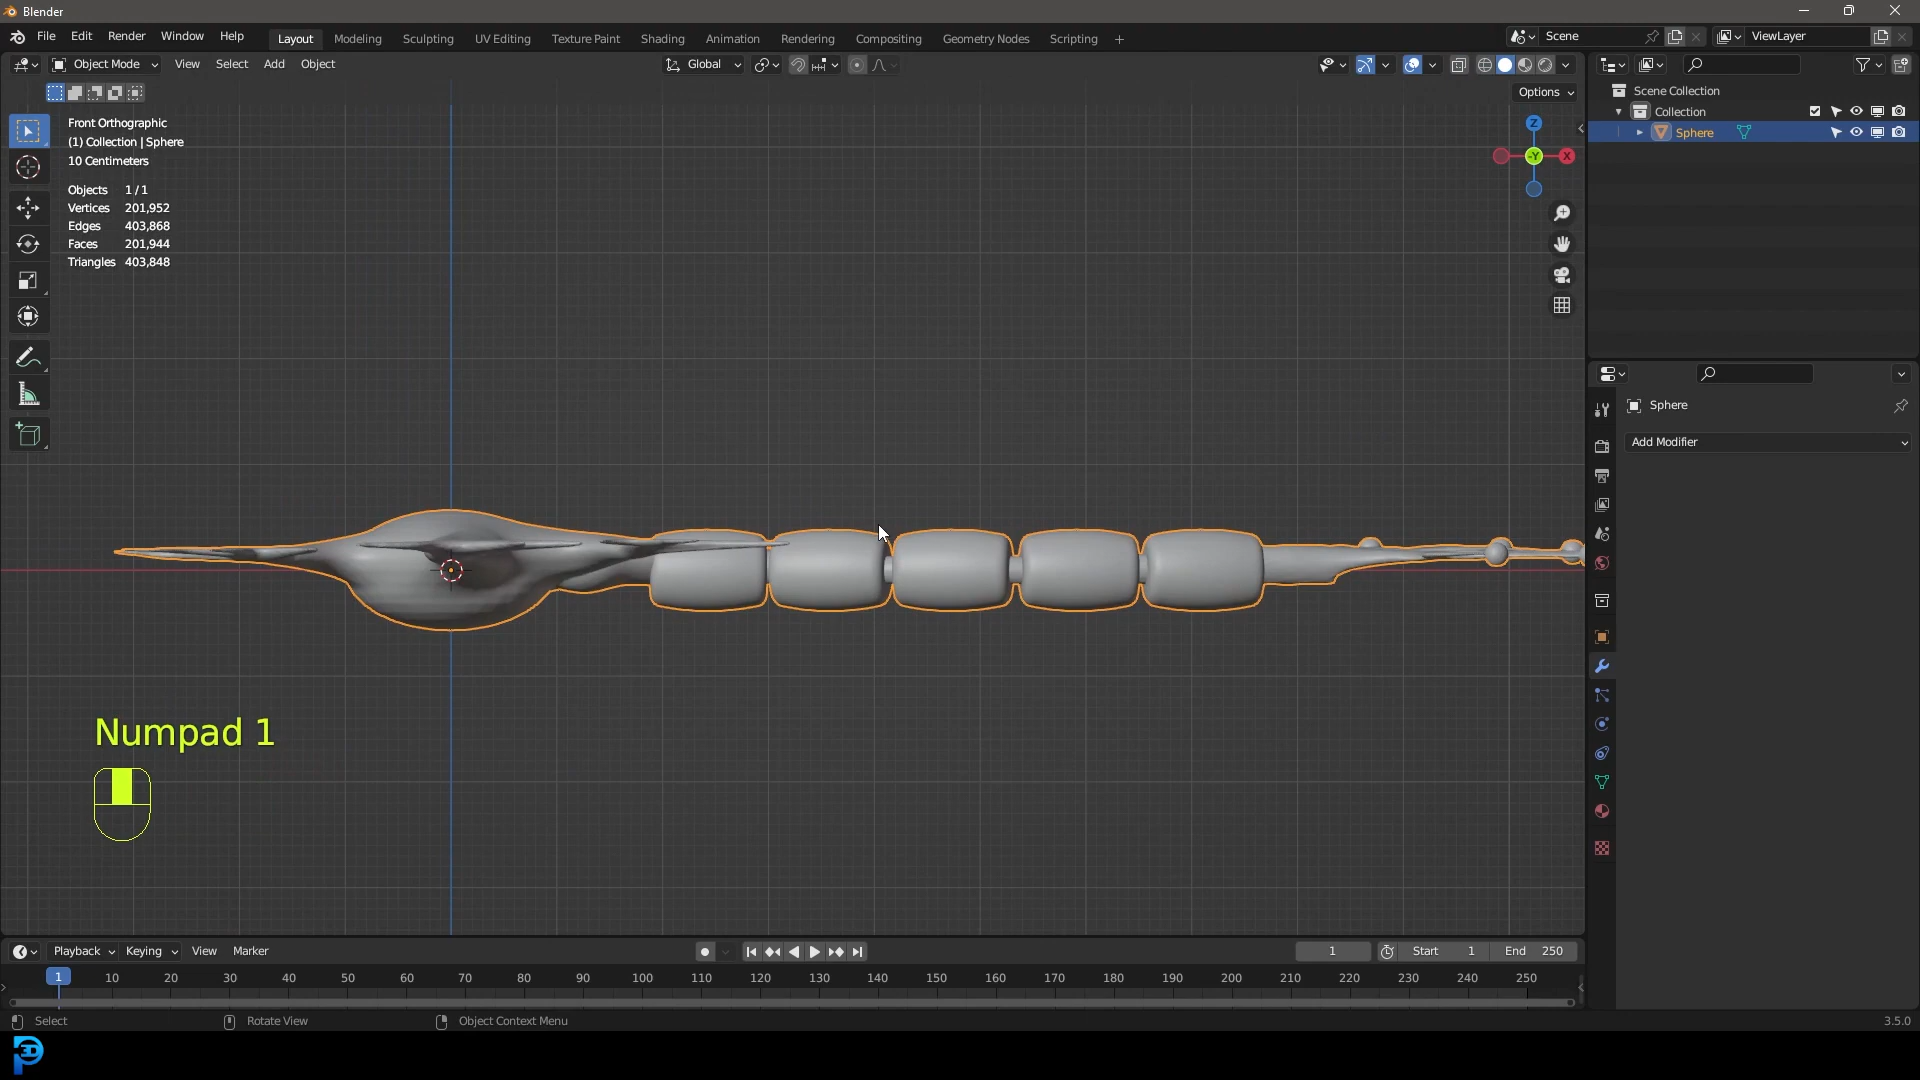 Blender
File Edit Render Window Help Layout Modeling Sculpting UV Editing Texture Paint Shading Animation Rendering Compositing Geometry Nodes Scripting + Scene ViewLayer
Object Mode View Select Add Object Global
Options
Front Orthographic
(1) Collection | Sphere
10 Centimeters
Objects 1 / 1
Vertices 201,952
Edges 403,868
Faces 201,944
Triangles 403,848
Z
-Y X
Scene Collection
Collection
Sphere
Sphere
Add Modifier
Numpad 1
Playback Keying View Marker 1 Start 1 End 250
1 10 20 30 40 50 60 70 80 90 100 110 120 130 140 150 160 170 180 190 200 210 220 230 240 250
Select Rotate View Object Context Menu 3.5.0
3D